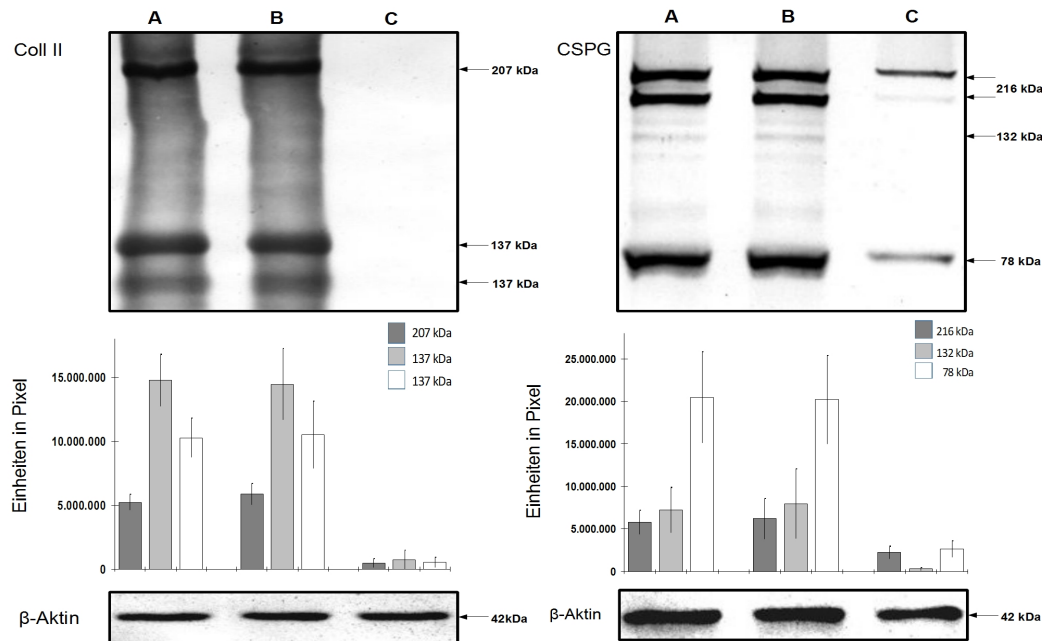 A B C
Coll II
207 kDa
137 kDa
137 kDa
207 kDa
137 kDa
137 kDa
Einheiten in Pixel
15.000.000
10.000.000
5.000.000
0
β-Aktin
42kDa
A B C
CSPG
216 kDa
132 kDa
78 kDa
216 kDa
132 kDa
78 kDa
Einheiten in Pixel
25.000.000
20.000.000
15.000.000
10.000.000
5.000.000
0
β-Aktin
42 kDa